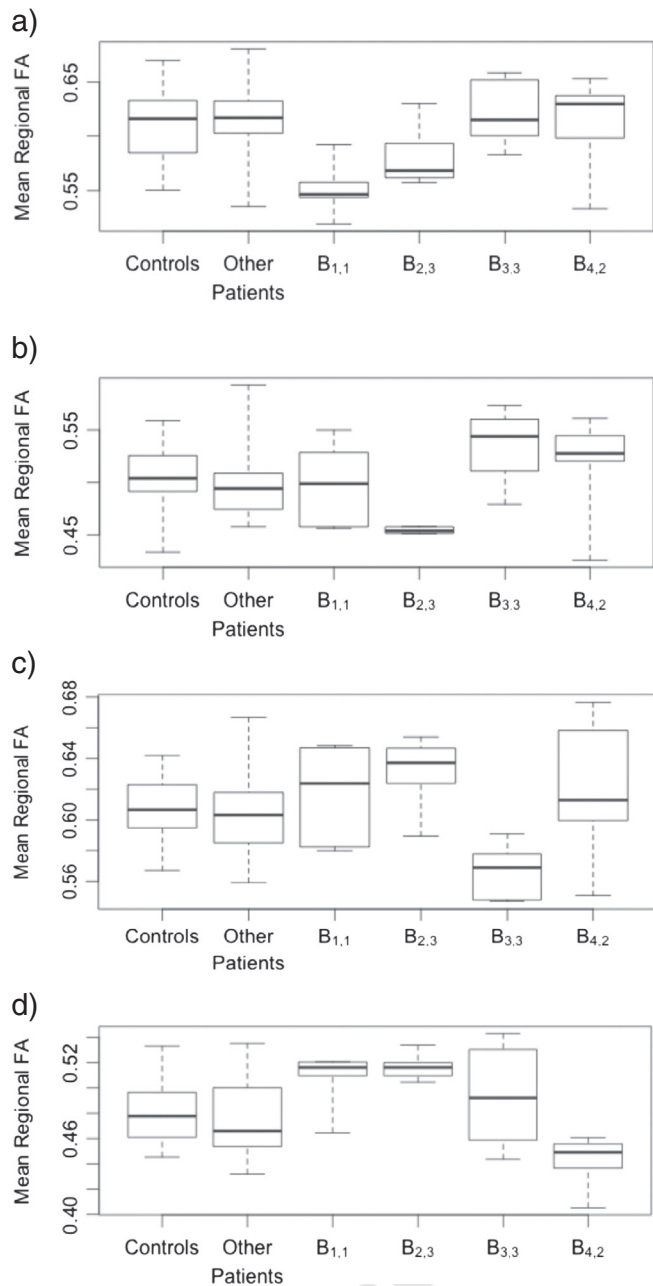 a)
Mean Regional FA
0.65
0.55
Controls
Other
Patients
B1,1
B2,3
B3,3
B4,2
b)
Mean Regional FA
0.55
0.45
Controls
Other
Patients
B1,1
B2,3
B3,3
B4,2
c)
Mean Regional FA
0.68
0.64
0.60
0.56
Controls
Other
Patients
B1,1
B2,3
B3,3
B4,2
d)
Mean Regional FA
0.52
0.46
0.40
Controls
Other
Patients
B1,1
B2,3
B3,3
B4,2